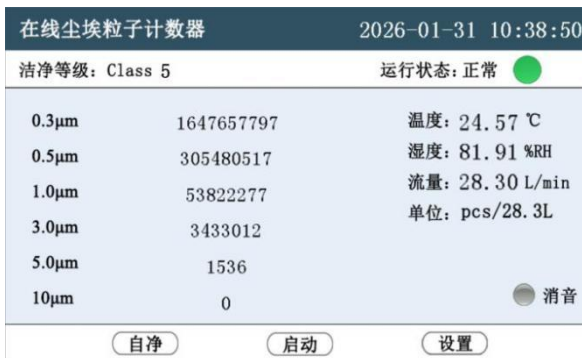 在线尘埃粒子计数器 2026-01-31 10:38:50
洁净等级: Class 5 运行状态: 正常
0.3μm 1647657797
0.5μm 305480517
1.0μm 53822277
3.0μm 3433012
5.0μm 1536
10μm 0
温度: 24.57 ℃
湿度: 81.91 %RH
流量: 28.30 L/min
单位: pcs/28.3L
消音
自净 启动 设置